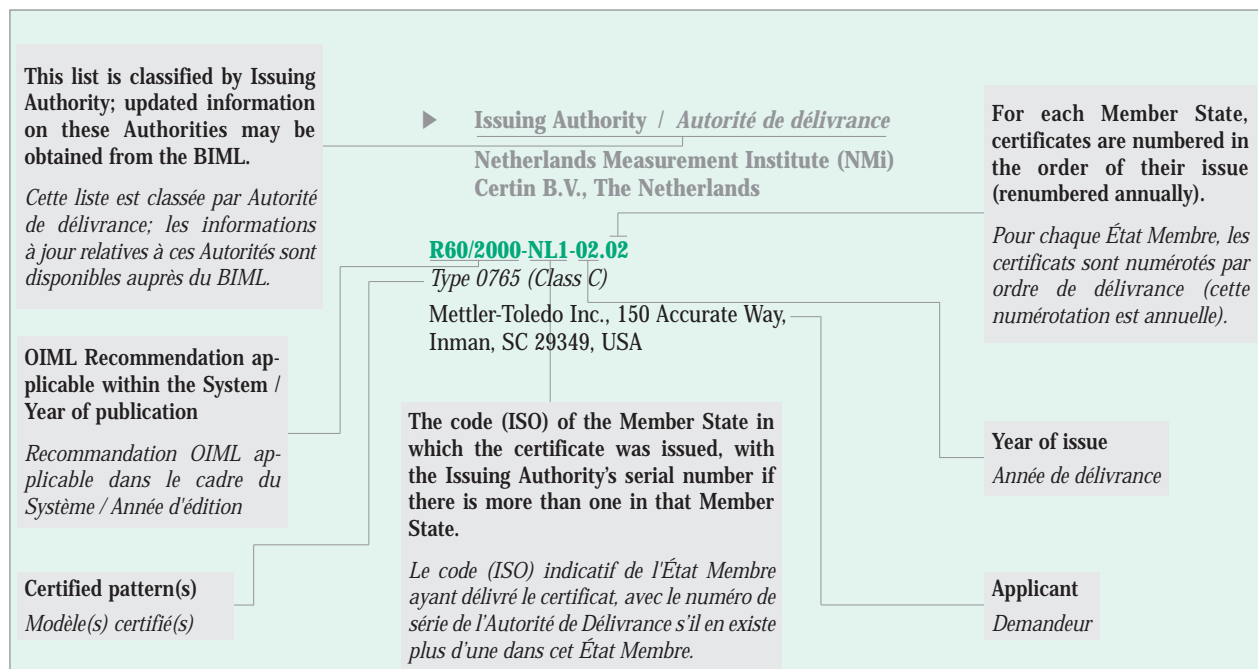 This list is classified by Issuing
Authority; updated information
on these Authorities may be
obtained from the BIML.
Cette liste est classée par Autorité
de délivrance; les informations
à jour relatives à ces Autorités sont
disponibles auprès du BIML.
▶ Issuing Authority / Autorité de délivrance
Netherlands Measurement Institute (NMi)
Certin B.V., The Netherlands
R60/2000-NL1-02.02
Type 0765 (Class C)
Mettler-Toledo Inc., 150 Accurate Way,
Inman, SC 29349, USA
For each Member State,
certificates are numbered in
the order of their issue
(renumbered annually).
Pour chaque État Membre, les
certificats sont numérotés par
ordre de délivrance (cette
numérotation est annuelle).
OIML Recommendation ap-
plicable within the System /
Year of publication
Recommandation OIML ap-
plicable dans le cadre du
Système / Année d'édition
The code (ISO) of the Member State in
which the certificate was issued, with
the Issuing Authority's serial number if
there is more than one in that Member
State.
Le code (ISO) indicatif de l'État Membre
ayant délivré le certificat, avec le numéro de
série de l'Autorité de Délivrance s'il en existe
plus d'une dans cet État Membre.
Year of issue
Année de délivrance
Certified pattern(s)
Modèle(s) certifié(s)
Applicant
Demandeur